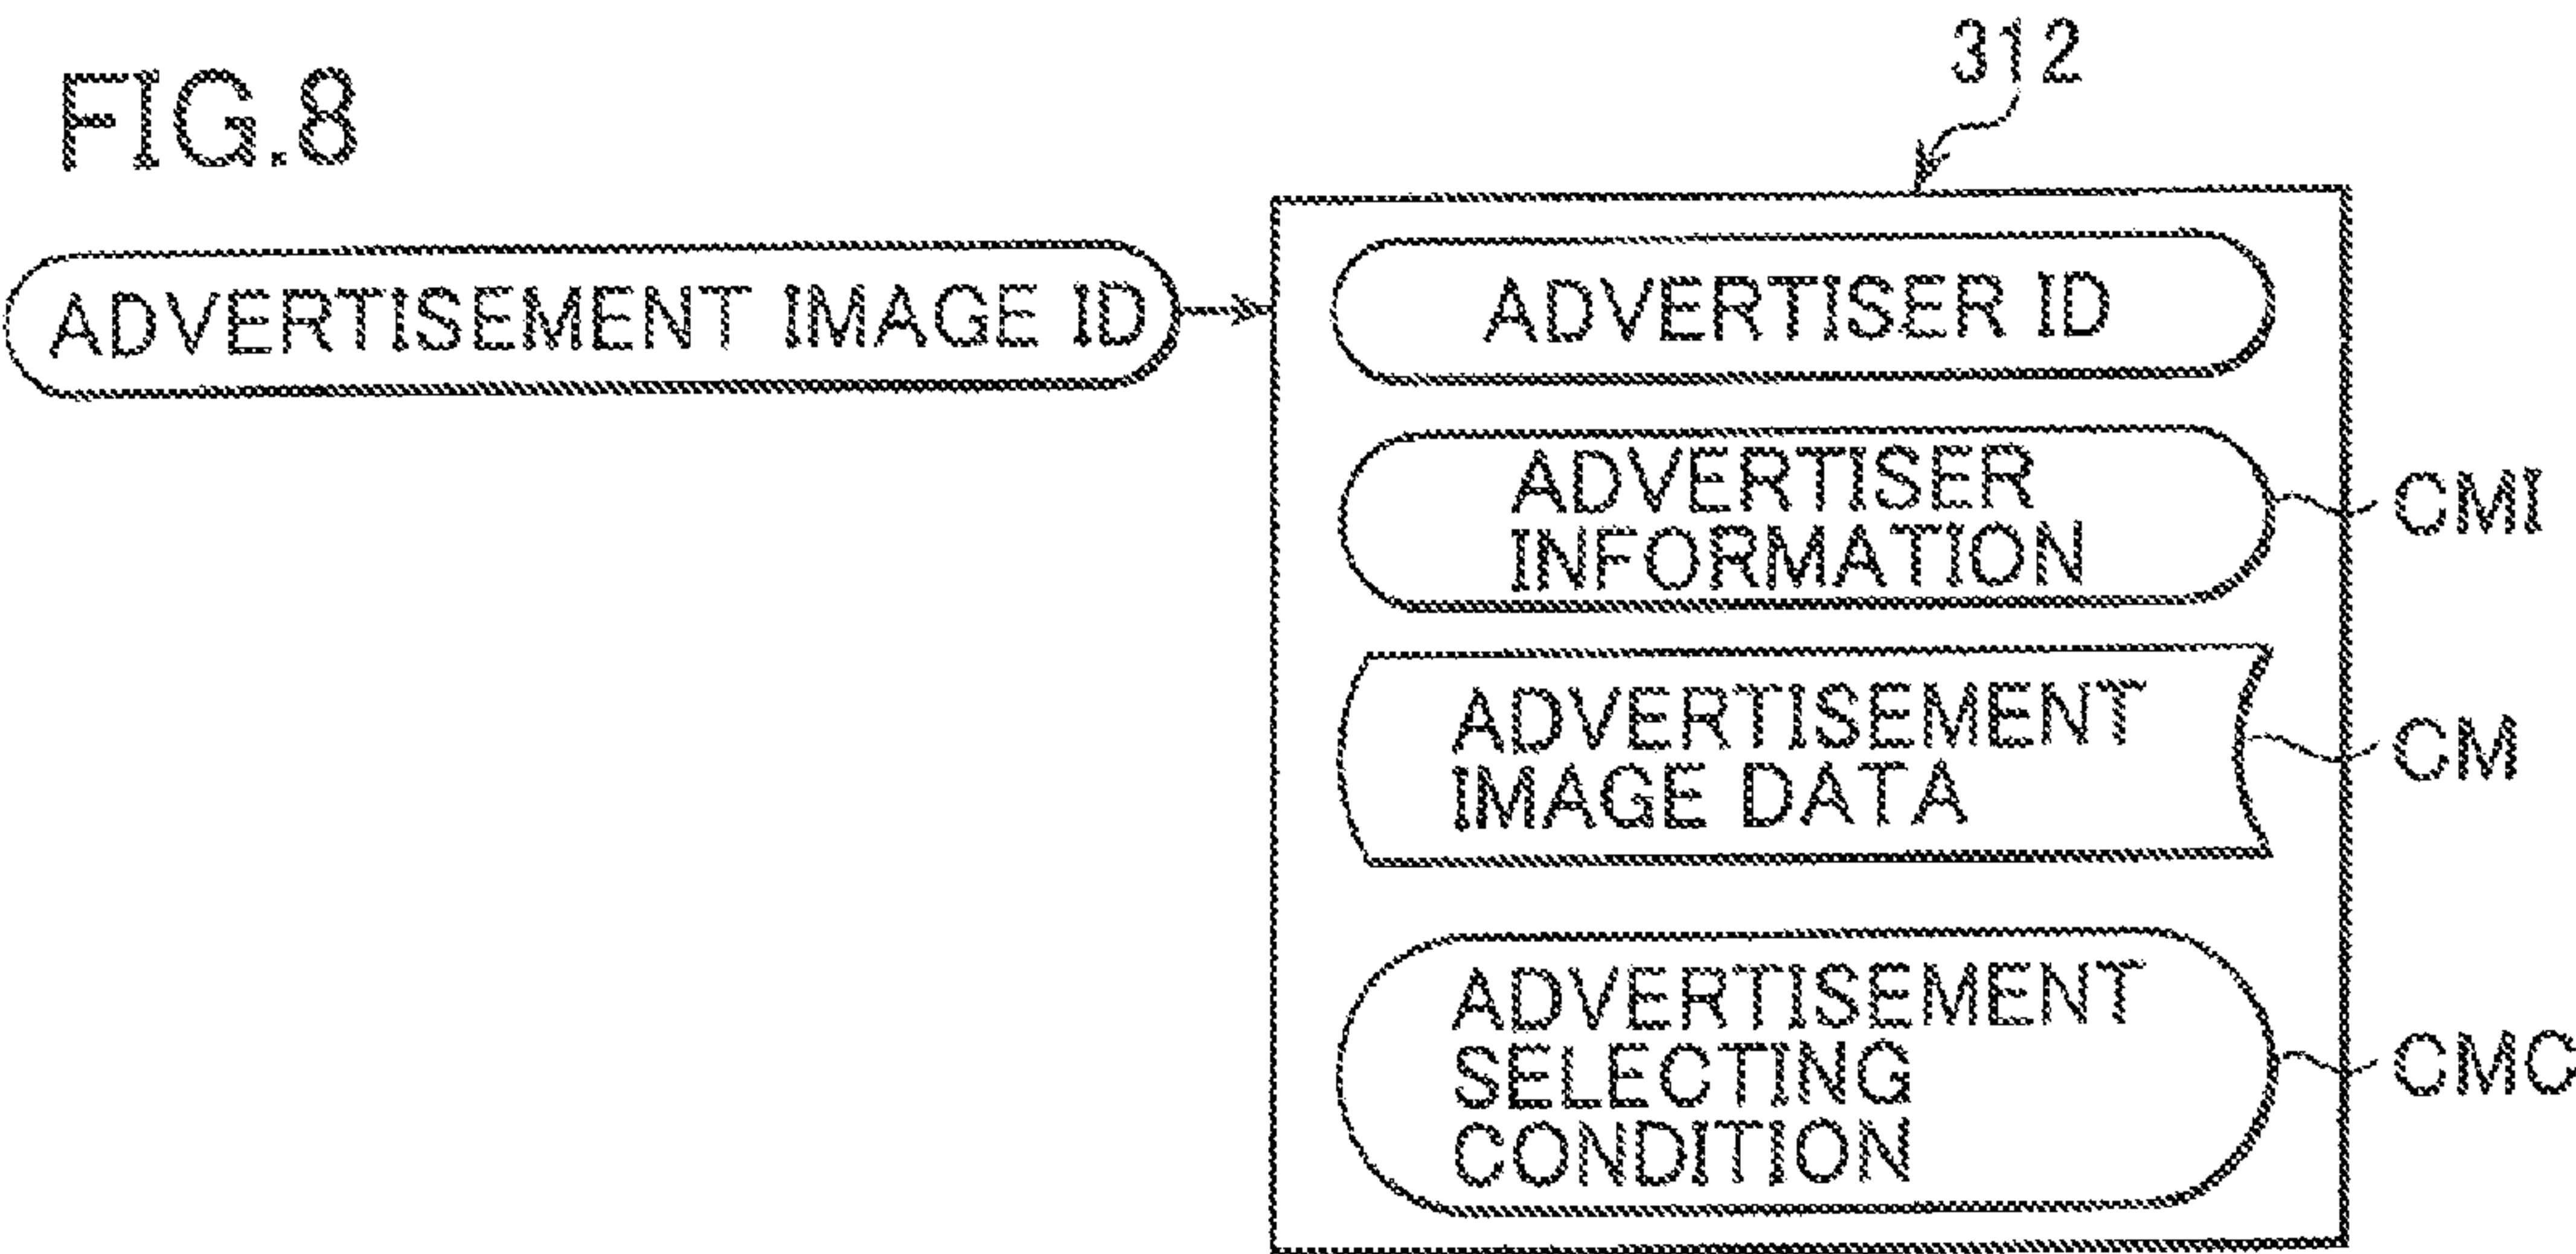 FIG.8
312
ADVERTISEMENT IMAGE ID
ADVERTISER ID
ADVERTISER
INFORMATION
CMI
ADVERTISEMENT
IMAGE DATA
CM
ADVERTISEMENT
SELECTING
CONDITION
CMC